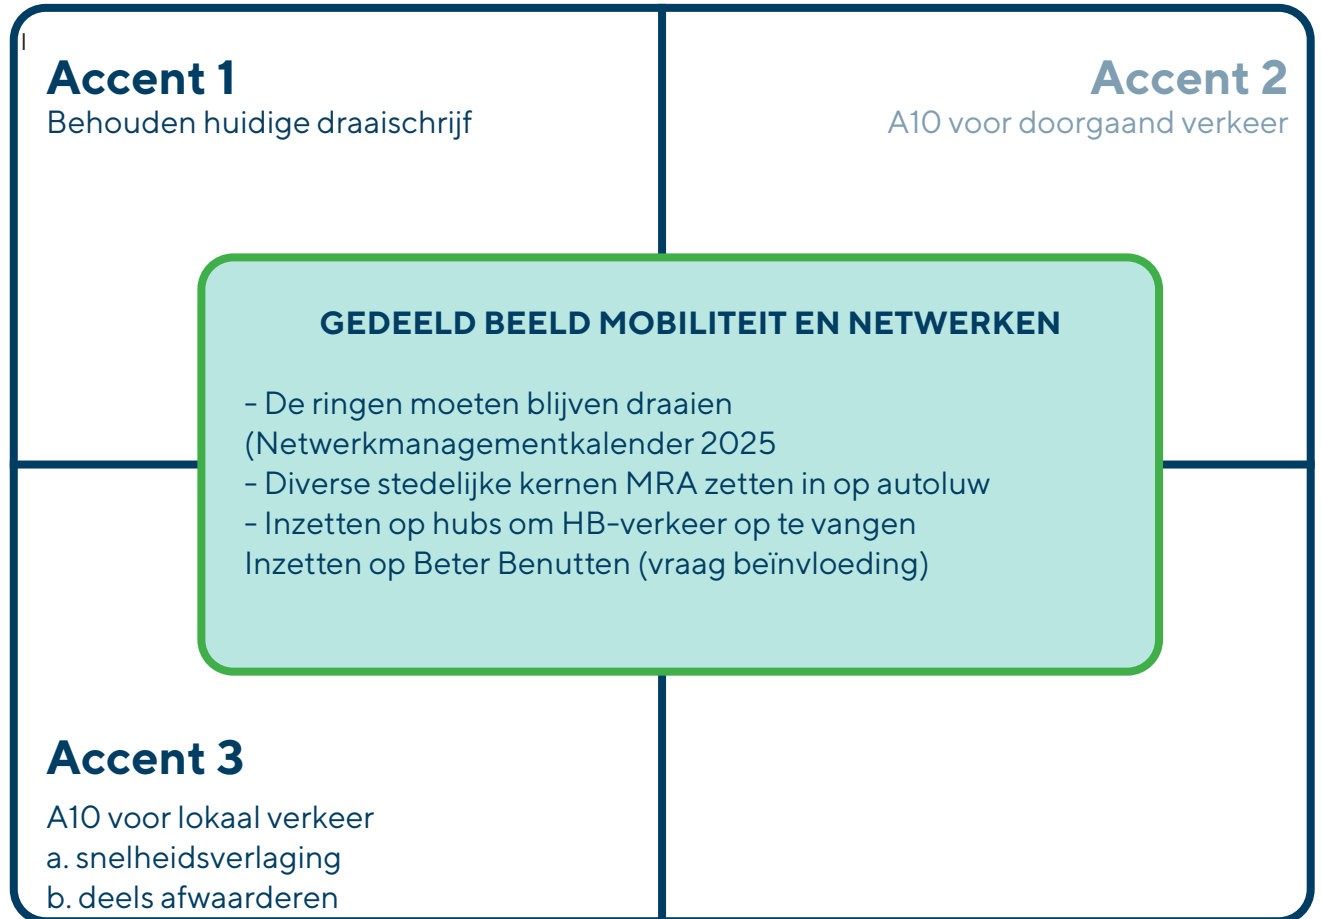 Accent 1
Behouden huidige draaischrijf
Accent 2
A10 voor doorgaand verkeer
GEDEELD BEELD MOBILITEIT EN NETWERKEN
- De ringen moeten blijven draaien
(Netwerkmanagementkalender 2025
- Diverse stedelijke kernen MRA zetten in op autoluw
- Inzetten op hubs om HB-verkeer op te vangen
Inzetten op Beter Benutten (vraag beïnvloeding)
Accent 3
A10 voor lokaal verkeer
a. snelheidsverlaging
b. deels afwaarderen